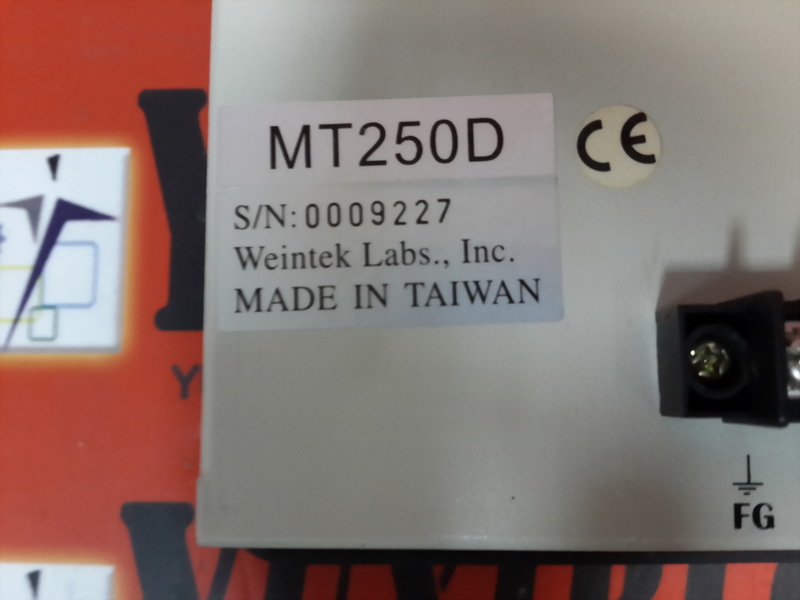 MT250D
CE
S/N: 0009227
Weintek Labs., Inc.
MADE IN TAIWAN
FG